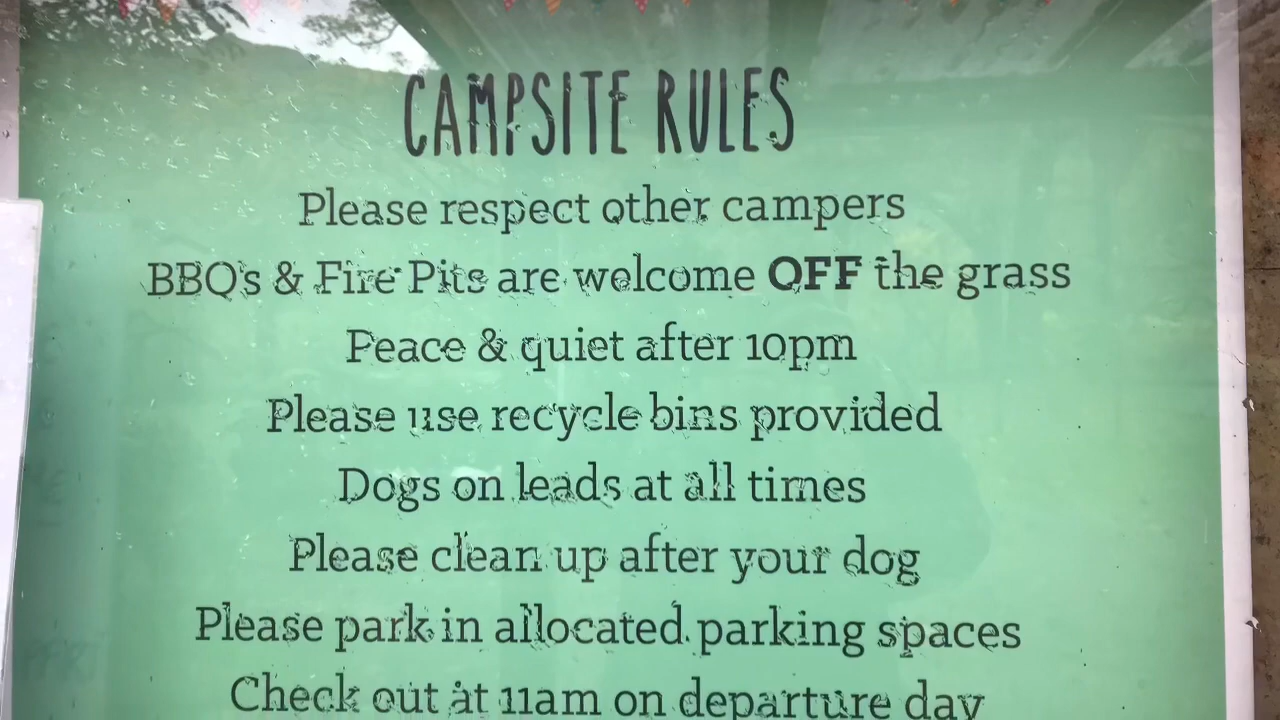 CAMPSITE RULES
Please respect other campers
BBQ's & Fire Pits are welcome OFF the grass
Peace & quiet after 10pm
Please use recycle bins provided
Dogs on leads at all times
Please clean up after your dog
Please park in allocated parking spaces
Check out at 11am on departure day